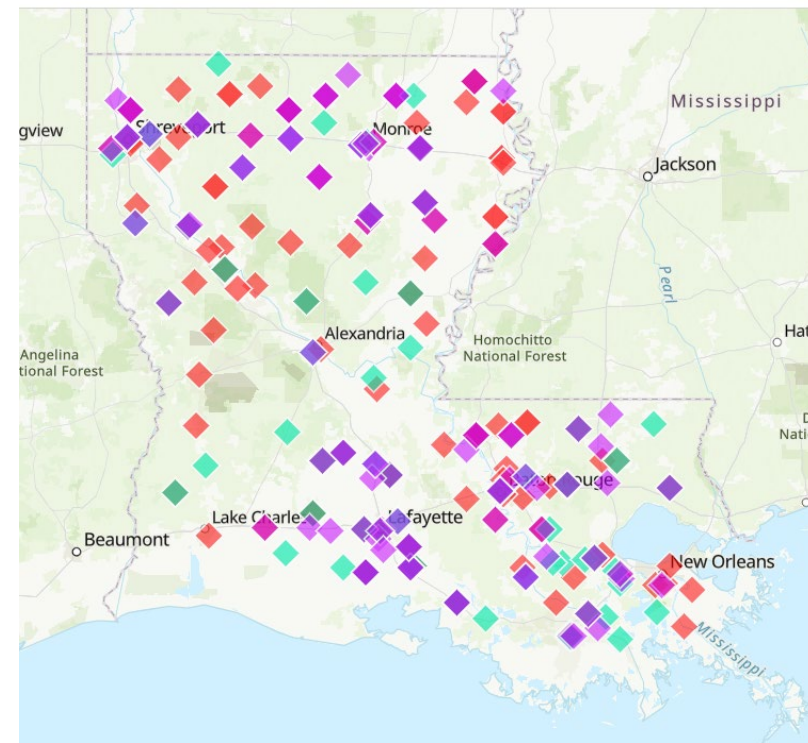 Mississippi
gview
Shreveport
Monroe
Jackson
Pearl
Alexandria
Homochitto
National Forest
Hat
Angelina
tional Forest
Nati
Baton Rouge
Lake Charles
Lafayette
Beaumont
New Orleans
Mississippi